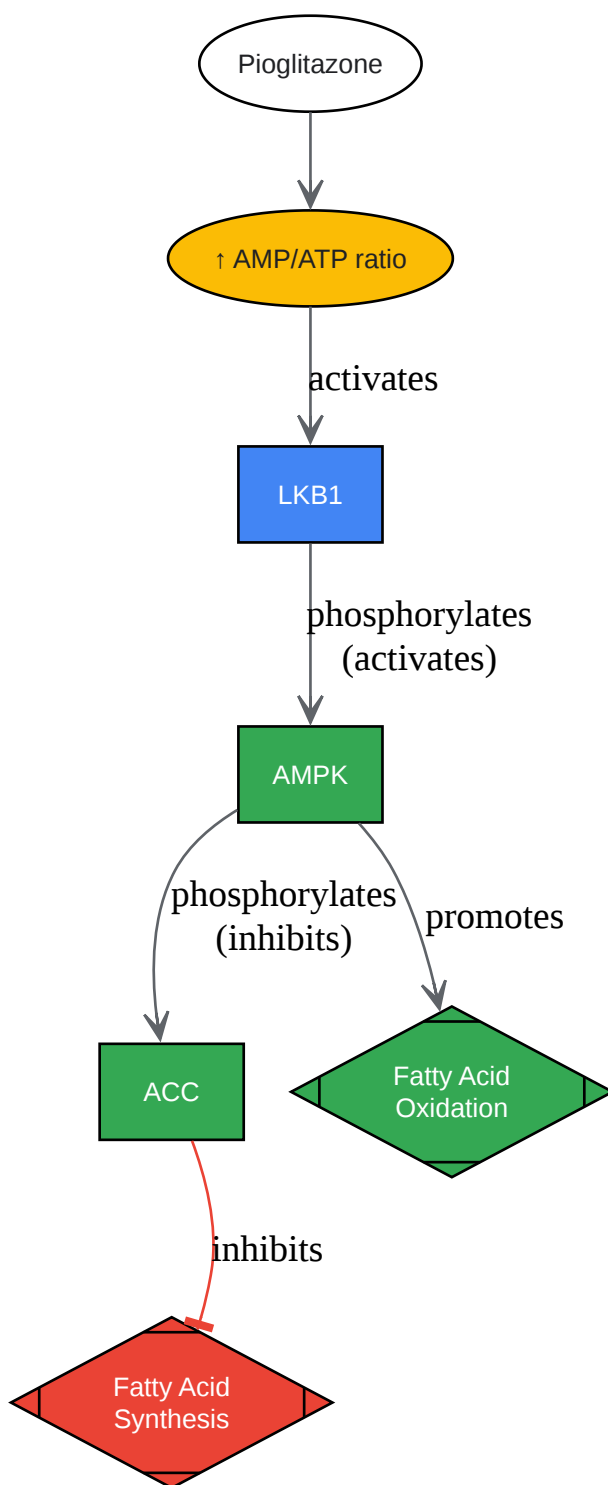 Pioglitazone
↑ AMP/ATP ratio
activates
LKB1
phosphorylates
(activates)
AMPK
phosphorylates
(inhibits)
promotes
ACC
Fatty Acid
Oxidation
inhibits
Fatty Acid
Synthesis